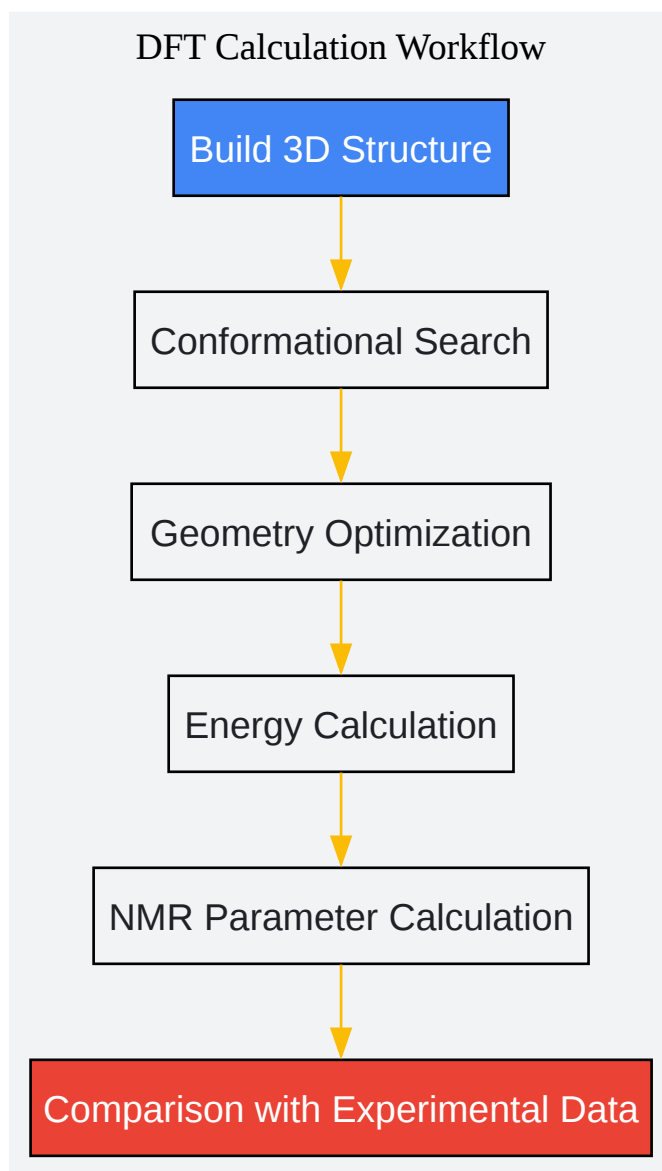 DFT Calculation Workflow
Build 3D Structure
Conformational Search
Geometry Optimization
Energy Calculation
NMR Parameter Calculation
Comparison with Experimental Data